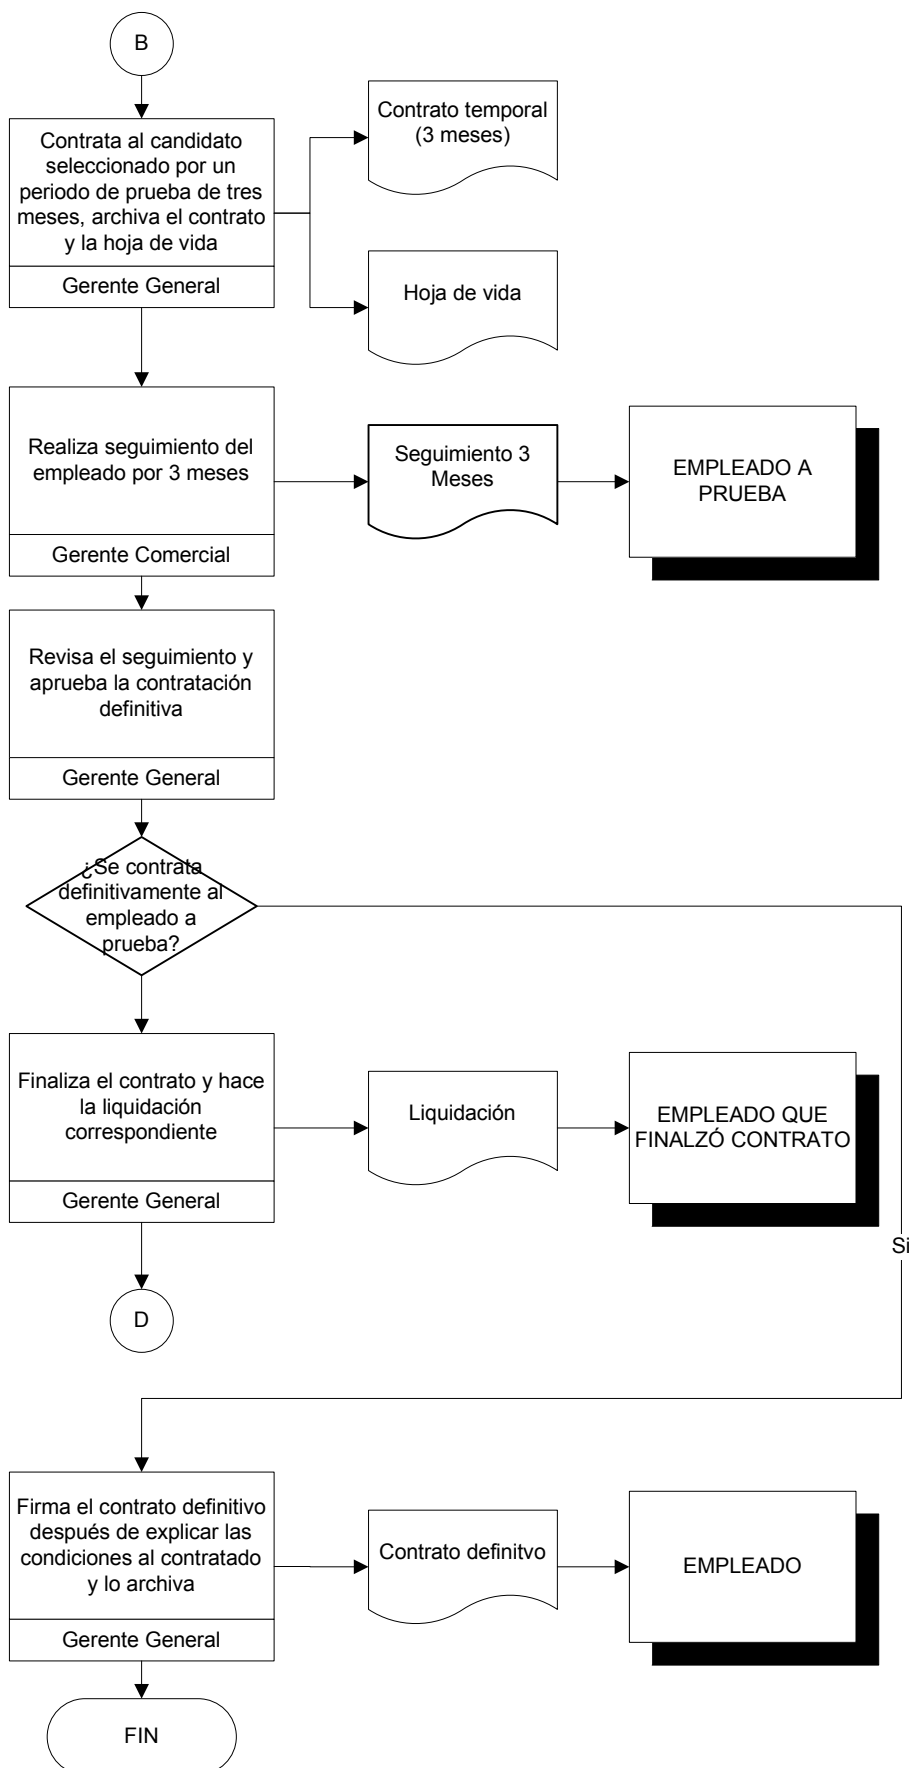 B
Contrata al candidato
seleccionado por un
periodo de prueba de tres
meses, archiva el contrato
y la hoja de vida
Gerente General
Contrato temporal
(3 meses)
Hoja de vida
Realiza seguimiento del
empleado por 3 meses
Gerente Comercial
Seguimiento 3
Meses
EMPLEADO A
PRUEBA
Revisa el seguimiento y
aprueba la contratación
definitiva
Gerente General
¿Se contrata
definitivamente al
empleado a
prueba?
Finaliza el contrato y hace
la liquidación
correspondiente
Gerente General
Liquidación
EMPLEADO QUE
FINALZÓ CONTRATO
Si
D
Firma el contrato definitivo
después de explicar las
condiciones al contratado
y lo archiva
Gerente General
Contrato definitvo
EMPLEADO
FIN